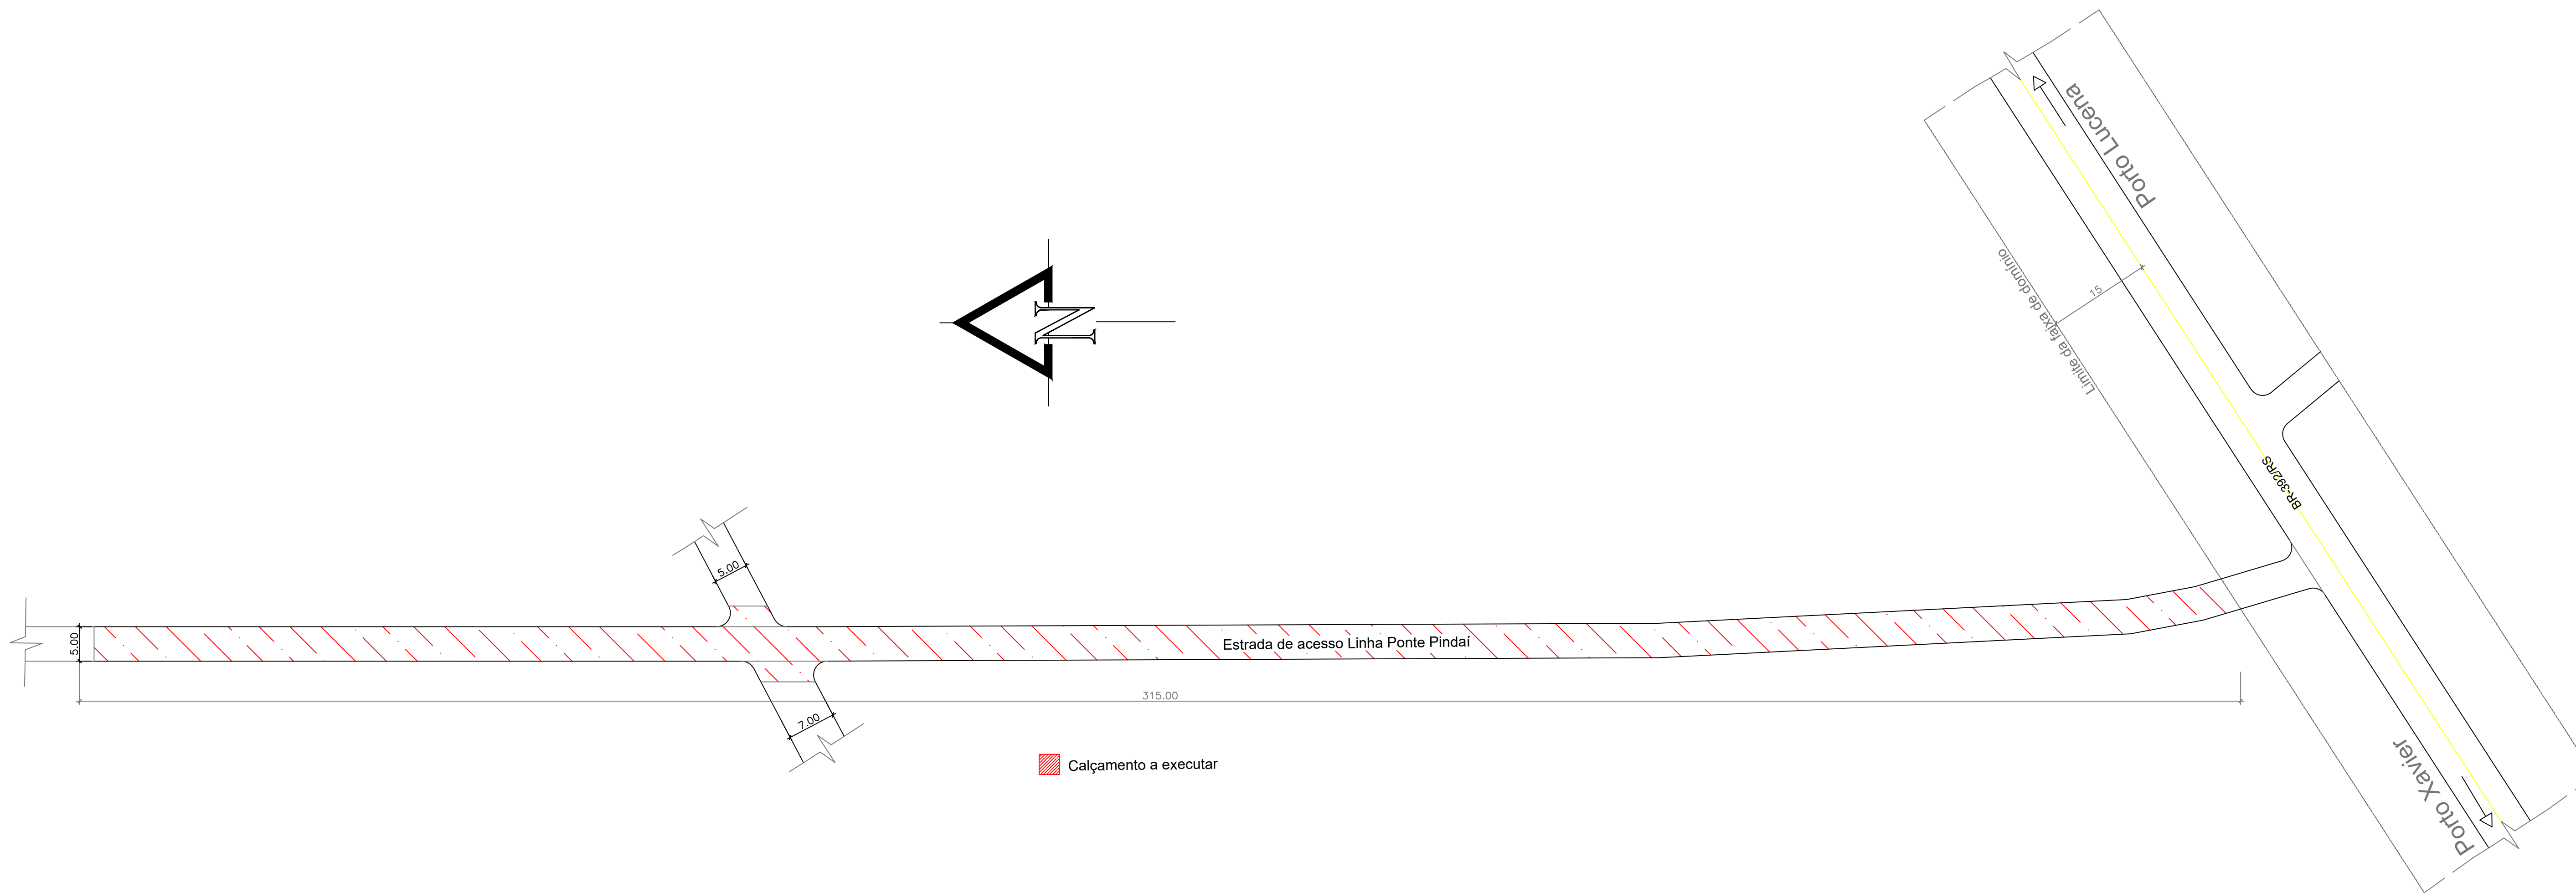 Porto Lucena
Limite da faixa de domínio
15
N
BR-392/RS
5.00
5.00
Estrada de acesso Linha Ponte Pindaí
315.00
7.00
Calçamento a executar
Porto Xavier